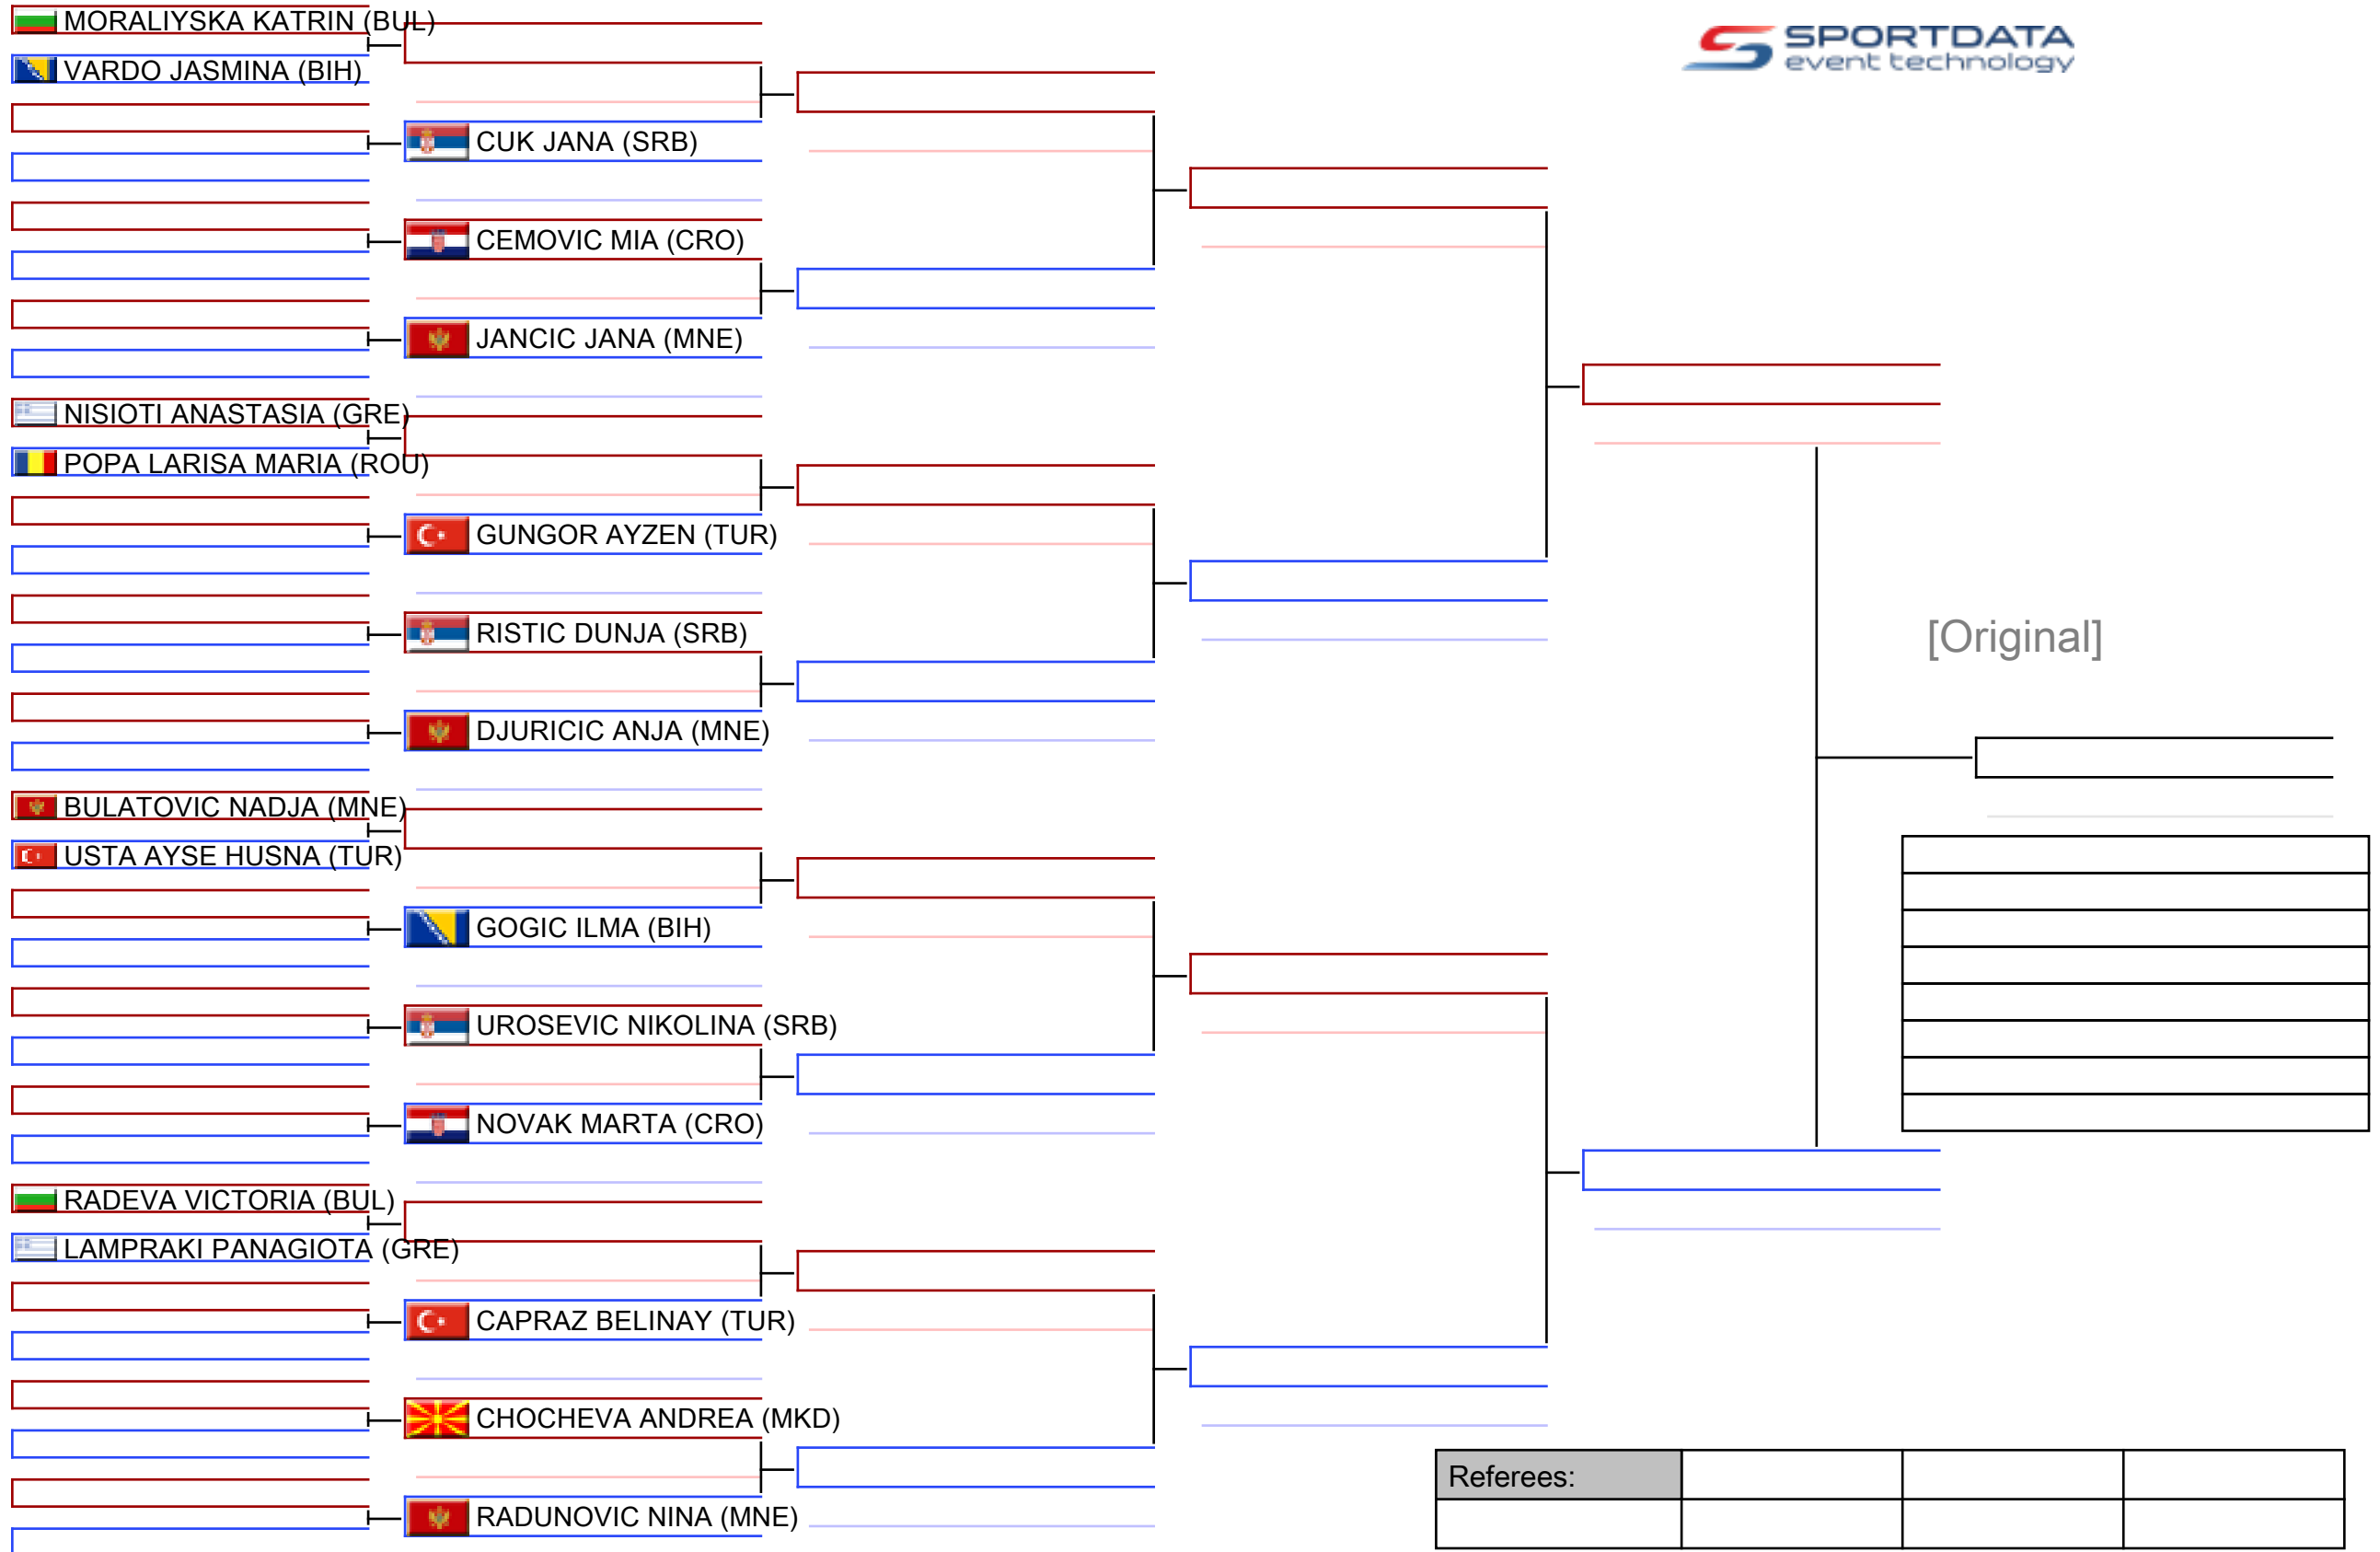 MORALIYSKA KATRIN (BUL)
VARDO JASMINA (BIH)
SPORTDATA
event technology
CUK JANA (SRB)
CEMOVIC MIA (CRO)
JANCIC JANA (MNE)
NISIOTI ANASTASIA (GRE)
POPA LARISA MARIA (ROU)
GUNGOR AYZEN (TUR)
RISTIC DUNJA (SRB)
[Original]
DJURICIC ANJA (MNE)
BULATOVIC NADJA (MNE)
USTA AYSE HUSNA (TUR)
GOGIC ILMA (BIH)
UROSEVIC NIKOLINA (SRB)
NOVAK MARTA (CRO)
RADEVA VICTORIA (BUL)
LAMPRAKI PANAGIOTA (GRE)
CAPRAZ BELINAY (TUR)
CHOCHEVA ANDREA (MKD)
Referees:
RADUNOVIC NINA (MNE)